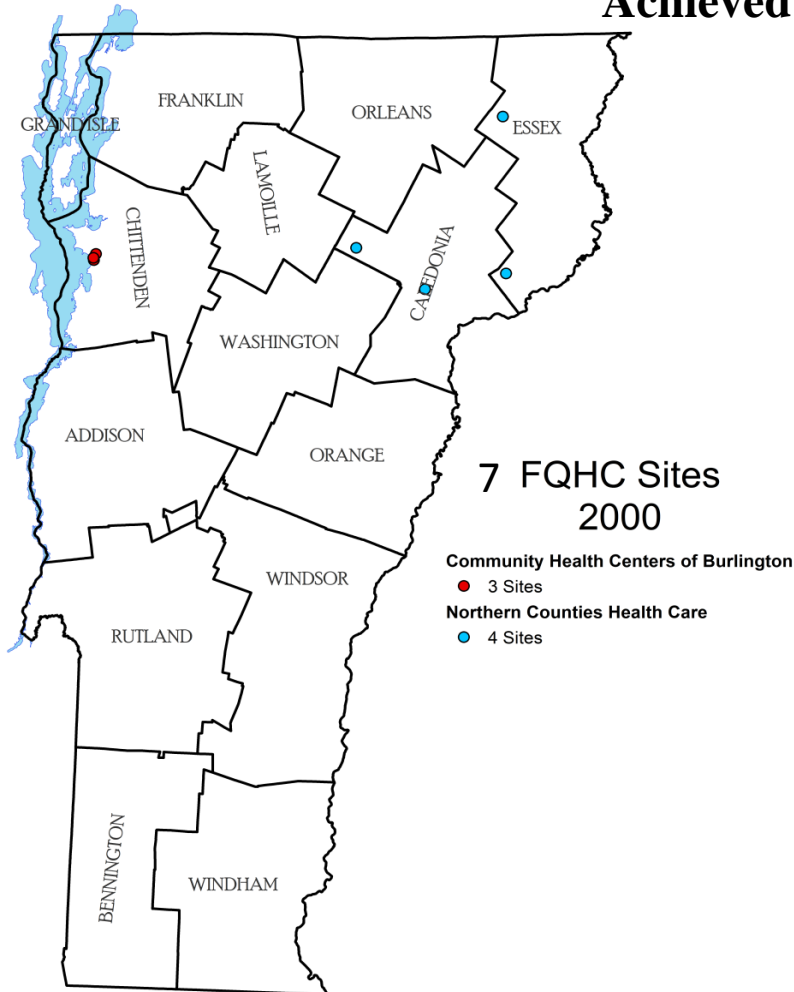 Achieved
FRANKLIN
ORLEANS
GRAND ISLE
ESSEX
LAMOILLE
CHITTENDEN
CALEDONIA
WASHINGTON
ADDISON
ORANGE
7 FQHC Sites
2000
Community Health Centers of Burlington
3 Sites
Northern Counties Health Care
4 Sites
WINDSOR
RUTLAND
BENNINGTON
WINDHAM